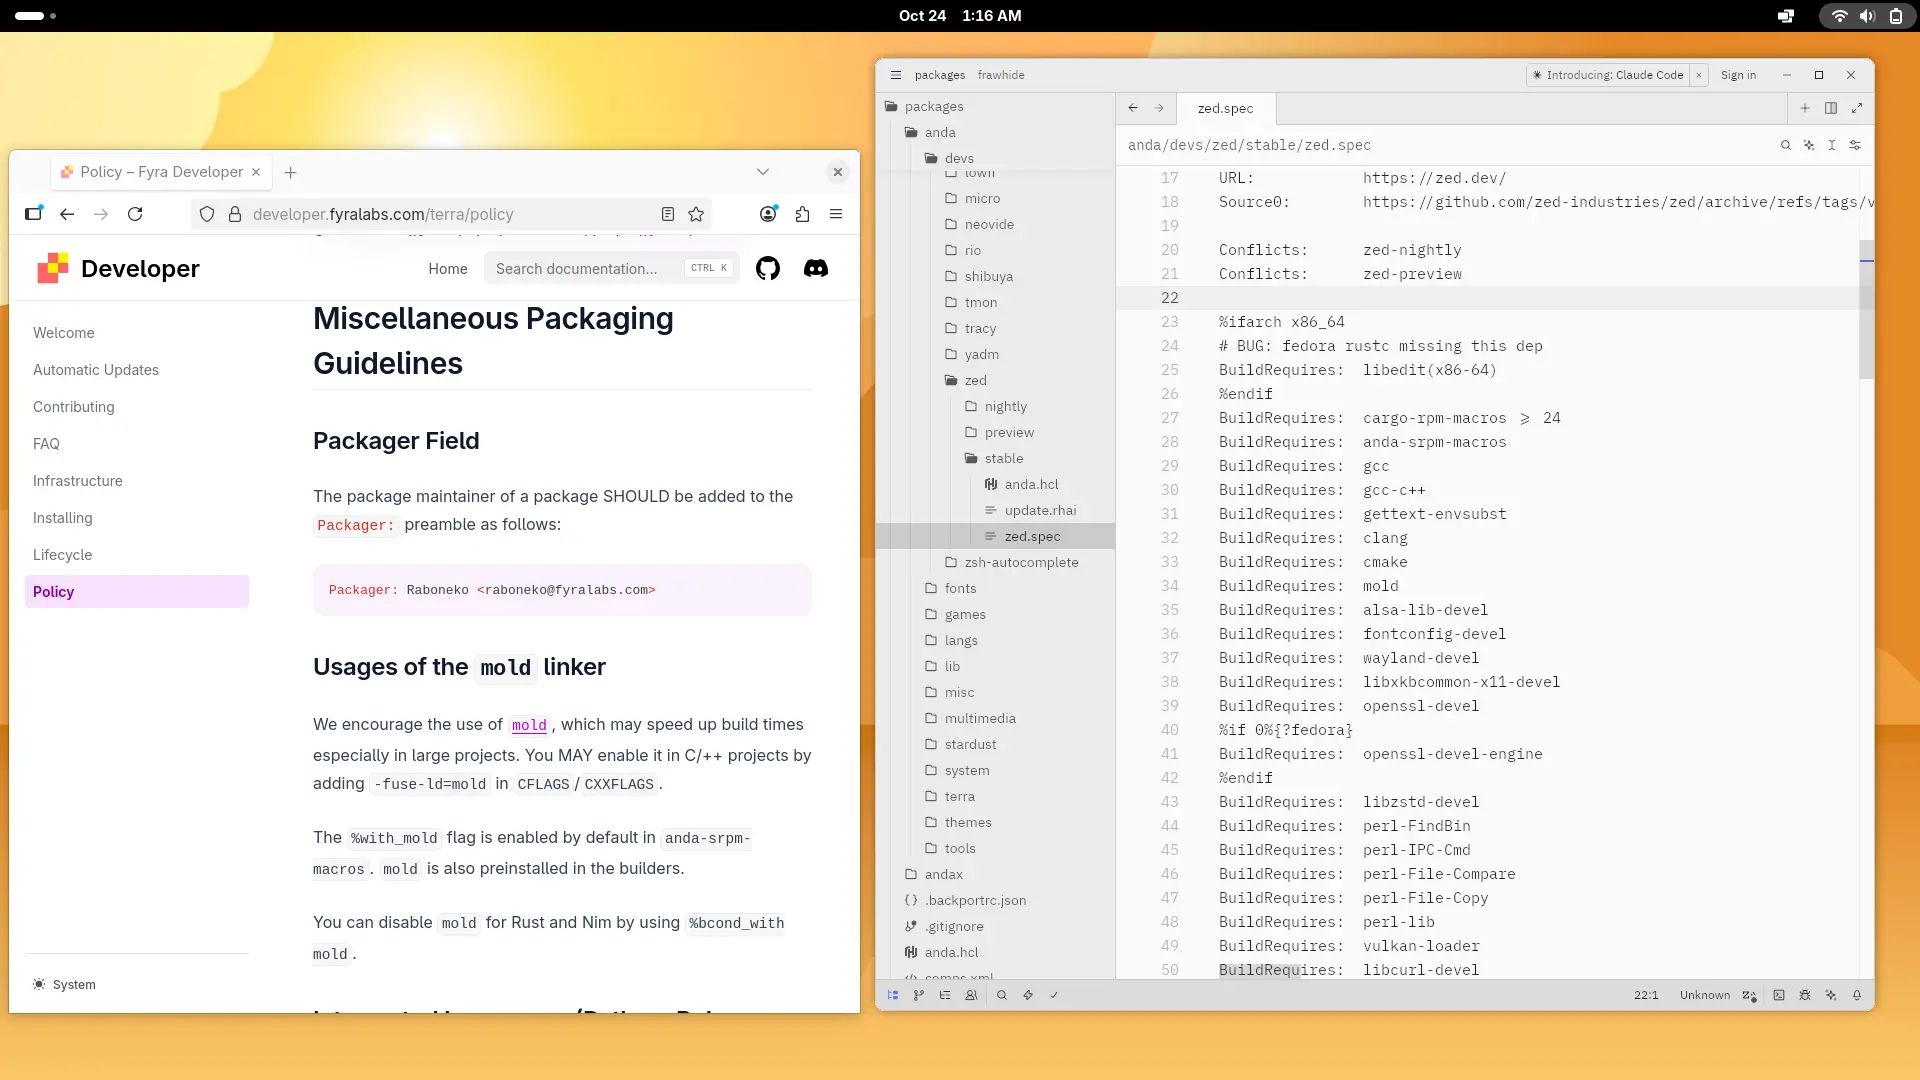 Oct 24 1:16 AM
Policy – Fyra Developer
developer.fyralabs.com/terra/policy
Developer
Home
Search documentation...
CTRL K
Welcome
Automatic Updates
Contributing
FAQ
Infrastructure
Installing
Lifecycle
Policy
System
Miscellaneous Packaging
Guidelines
Packager Field
The package maintainer of a package SHOULD be added to the
Packager: preamble as follows:
Packager: Raboneko <raboneko@fyralabs.com>
Usages of the mold linker
We encourage the use of mold, which may speed up build times
especially in large projects. You MAY enable it in C/++ projects by
adding -fuse-ld=mold in CFLAGS/CXXFLAGS.
The %with_mold flag is enabled by default in anda-srpm-
macros. mold is also preinstalled in the builders.
You can disable mold for Rust and Nim by using %bcond_with
mold.
packages frawhide
Introducing: Claude Code
Sign in
packages
anda
devs
micro
neovide
rio
shibuya
tmon
tracy
yadm
zed
nightly
preview
stable
anda.hcl
update.rhai
zed.spec
zsh-autocomplete
fonts
games
langs
lib
misc
multimedia
stardust
system
terra
themes
tools
andax
.backportrc.json
.gitignore
anda.hcl
comps.xml
zed.spec
anda/devs/zed/stable/zed.spec
17 URL: https://zed.dev/
18 Source0: https://github.com/zed-industries/zed/archive/refs/tags/v
19
20 Conflicts: zed-nightly
21 Conflicts: zed-preview
22
23 %ifarch x86_64
24 # BUG: fedora rustc missing this dep
25 BuildRequires: libedit(x86-64)
26 %endif
27 BuildRequires: cargo-rpm-macros >= 24
28 BuildRequires: anda-srpm-macros
29 BuildRequires: gcc
30 BuildRequires: gcc-c++
31 BuildRequires: gettext-envsubst
32 BuildRequires: clang
33 BuildRequires: cmake
34 BuildRequires: mold
35 BuildRequires: alsa-lib-devel
36 BuildRequires: fontconfig-devel
37 BuildRequires: wayland-devel
38 BuildRequires: libxkbcommon-x11-devel
39 BuildRequires: openssl-devel
40 %if 0%{?fedora}
41 BuildRequires: openssl-devel-engine
42 %endif
43 BuildRequires: libzstd-devel
44 BuildRequires: perl-FindBin
45 BuildRequires: perl-IPC-Cmd
46 BuildRequires: perl-File-Compare
47 BuildRequires: perl-File-Copy
48 BuildRequires: perl-lib
49 BuildRequires: vulkan-loader
50 BuildRequires: libcurl-devel
22:1 Unknown